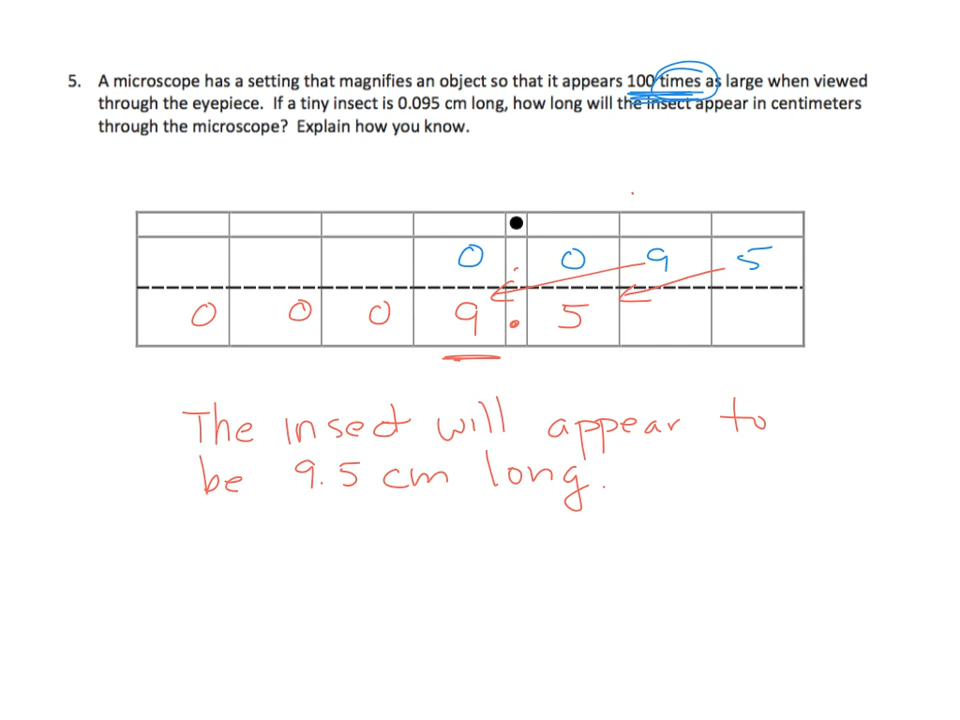 5. A microscope has a setting that magnifies an object so that it appears 100 times as large when viewed
through the eyepiece. If a tiny insect is 0.095 cm long, how long will the insect appear in centimeters
through the microscope? Explain how you know.
0 . 0 9 5
0 0 0 9 . 5
The insect will appear to
be 9.5 cm long.